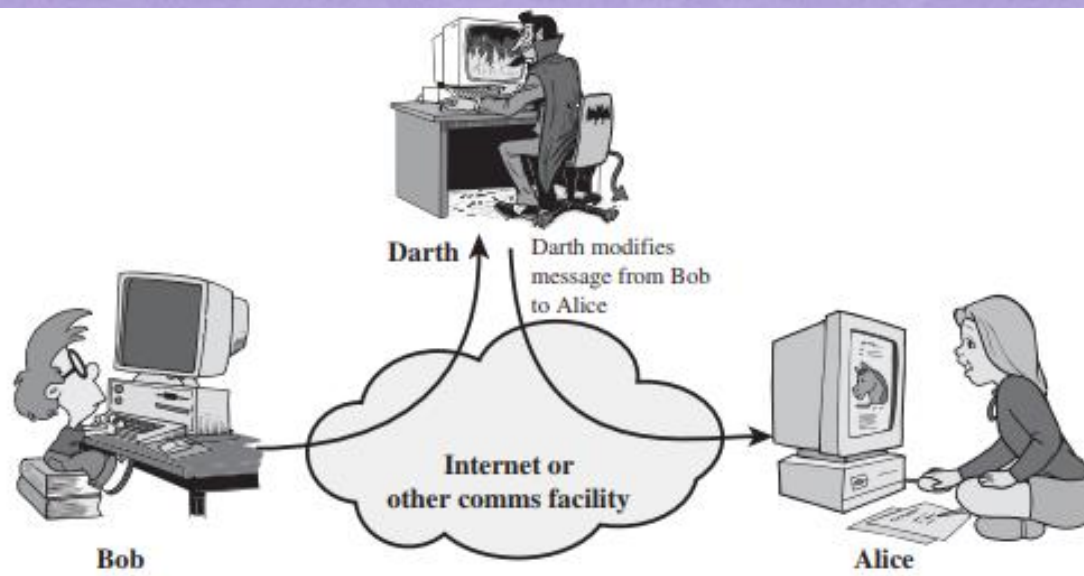 Darth
Darth modifies
message from Bob
to Alice
Internet or
other comms facility
Bob
Alice